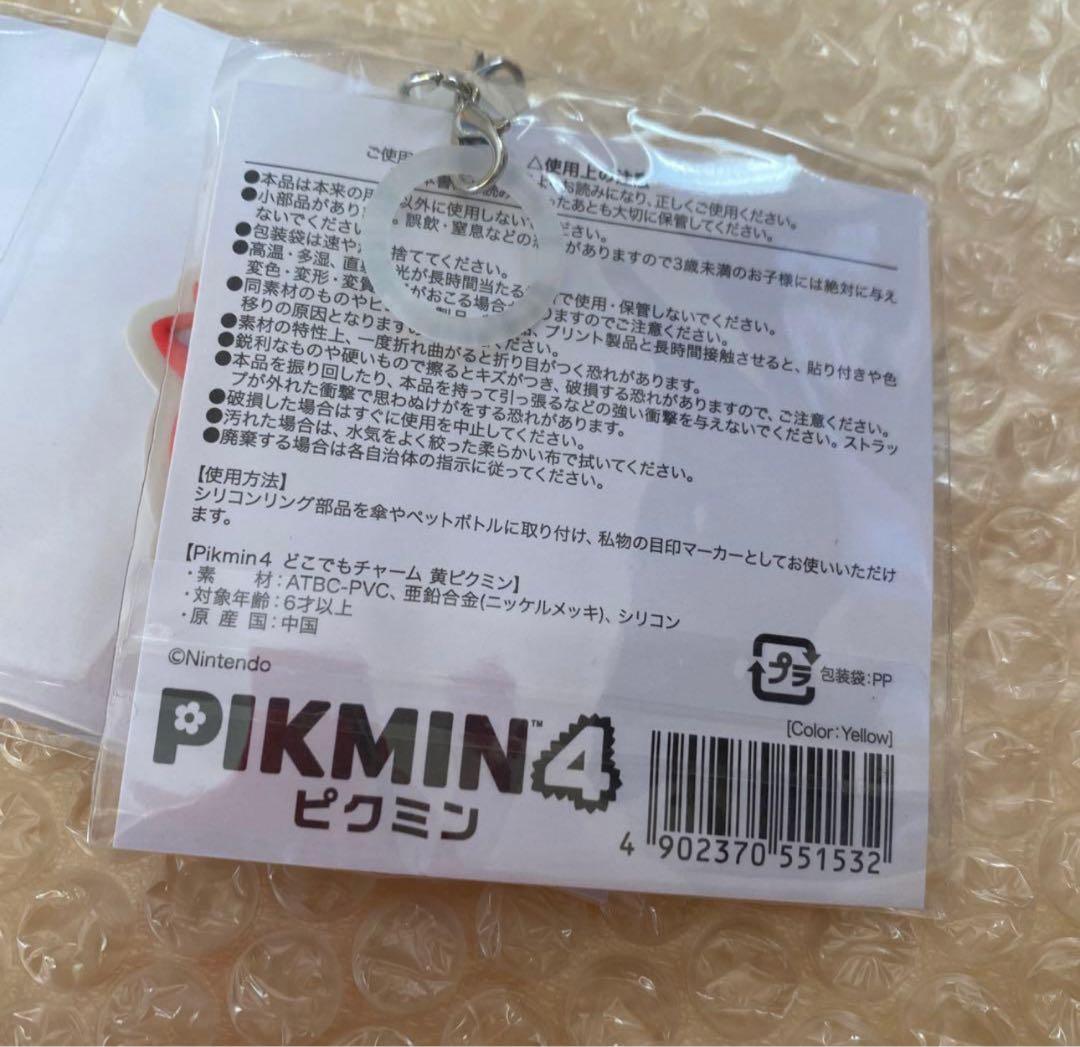 △使用上の注意
ご使用 書 読み よくお読みになり、正しくご使用ください。
ったあとも大切に保管してください。
●本品は本来の用 以外に使用しない ださい。
●小部品があり 。誤飲・窒息などの がありますので3歳未満のお子様には絶対に与え
ないでください
●包装袋は速や 捨ててください。
●高温・多湿、直射 光が長時間当たる で使用・保管しないでください。
変色・変形・変質 がおこる場合 ますのでご注意ください。
●同素材のものやビ 製品 、プリント製品と長時間接触させると、貼り付きや色
移りの原因となりますの ください。
●素材の特性上、一度折れ曲がると折り目がつく恐れがあります。
●鋭利なものや硬いもので擦るとキズがつき、破損する恐れがありますので、ご注意ください。
●本品を振り回したり、本品を持って引っ張るなどの強い衝撃を与えないでください。ストラッ
プが外れた衝撃で思わぬけがをする恐れがあります。
●破損した場合はすぐに使用を中止してください。
●汚れた場合は、水気をよく絞った柔らかい布で拭いてください。
●廃棄する場合は各自治体の指示に従ってください。
【使用方法】
シリコンリング部品を傘やペットボトルに取り付け、私物の目印マーカーとしてお使いいただけ
ます。
【Pikmin4 どこでもチャーム 黄ピクミン】
・素 材：ATBC-PVC、亜鉛合金(ニッケルメッキ)、シリコン
・対象年齢：6才以上
・原産国：中国
©Nintendo
プラ 包装袋：PP
PIKMIN™4
ピクミン
[Color：Yellow]
4 902370 551532